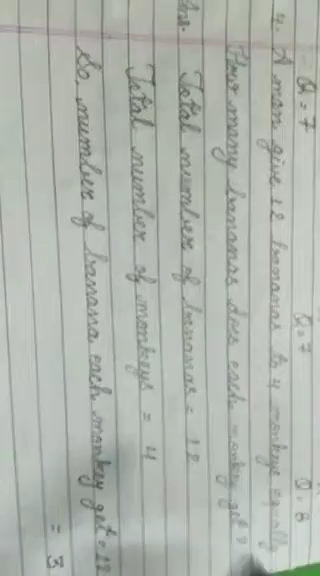 Q = 7 Q = 7 Q. 8
4. A man give 12 bananas to 4 monkeys equally
How many bananas does each monkey get =
Ans. Total number of bananas = 12
Total number of monkeys = 4
So, number of banana each monkey get = 12
= 3